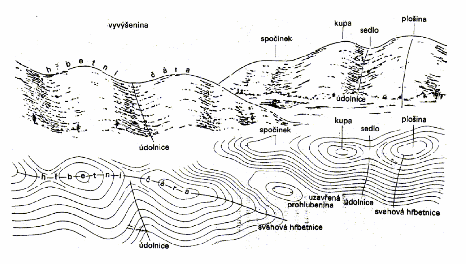 vyvýšenina
hřbetní čára
spočinek
kupa
sedlo
plošina
údolnice
údolnice
spočinek
kupa
sedlo
plošina
hřbetní čára
uzavřená
prohlubenina
údolnice
svahová hřbetnice
svahová hřbetnice
údolnice